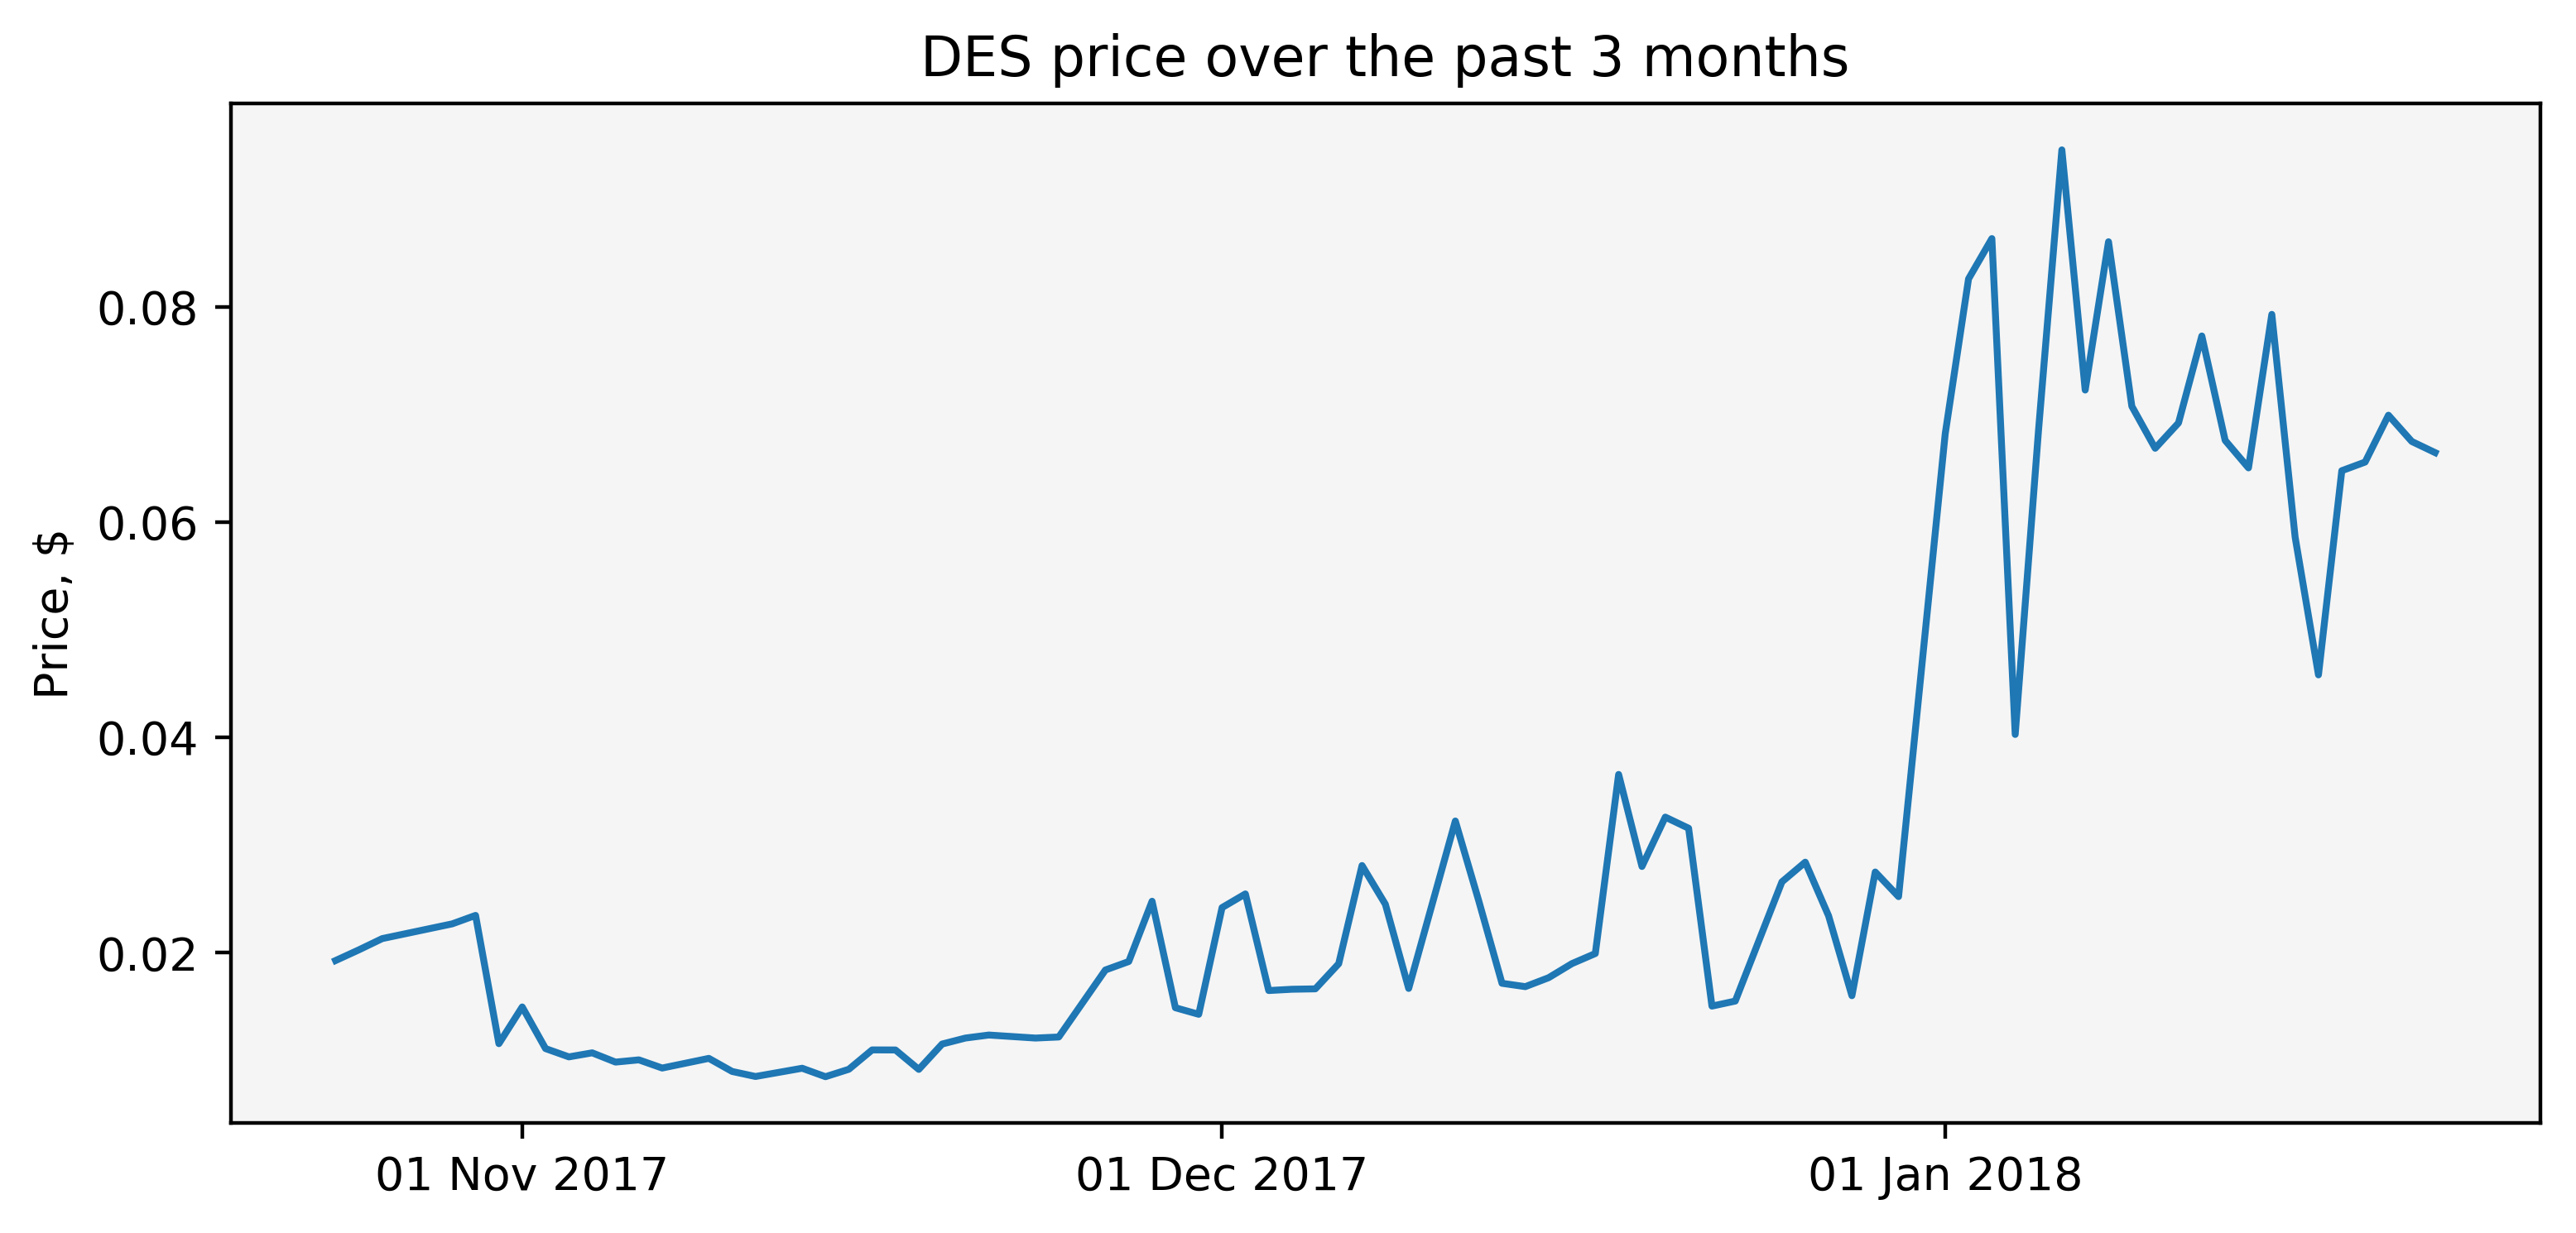 DES price over the past 3 months
Price, $
0.08
0.06
0.04
0.02
01 Nov 2017
01 Dec 2017
01 Jan 2018